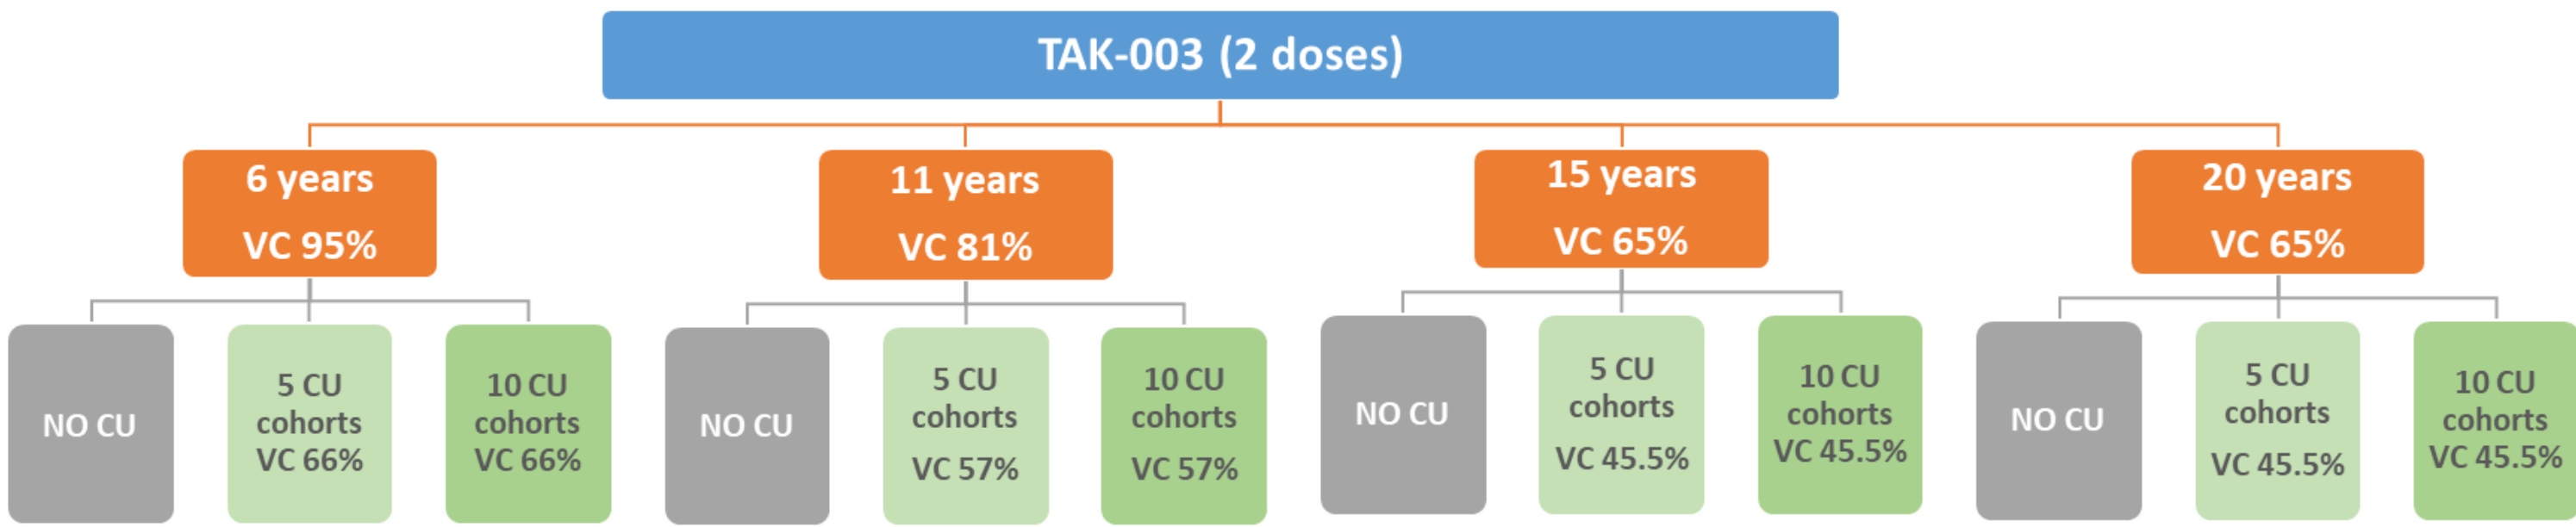 TAK-003 (2 doses)
6 years
VC 95%
11 years
VC 81%
15 years
VC 65%
20 years
VC 65%
NO CU
5 CU
cohorts
VC 66%
10 CU
cohorts
VC 66%
NO CU
5 CU
cohorts
VC 57%
10 CU
cohorts
VC 57%
NO CU
5 CU
cohorts
VC 45.5%
10 CU
cohorts
VC 45.5%
NO CU
5 CU
cohorts
VC 45.5%
10 CU
cohorts
VC 45.5%